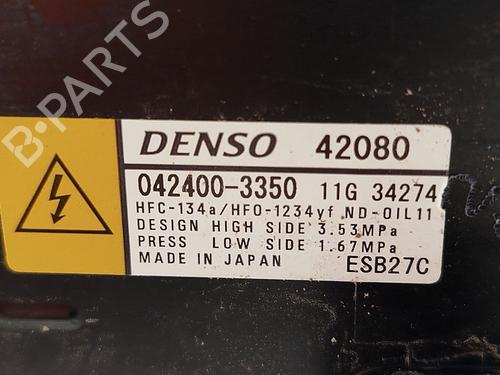 B-PARTS
DENSO 42080
042400-3350 11G 34274
HFC-134a/HFO-1234yf ND-OIL11
DESIGN HIGH SIDE 3.53MPa
PRESS LOW SIDE 1.67MPa
MADE IN JAPAN ESB27C